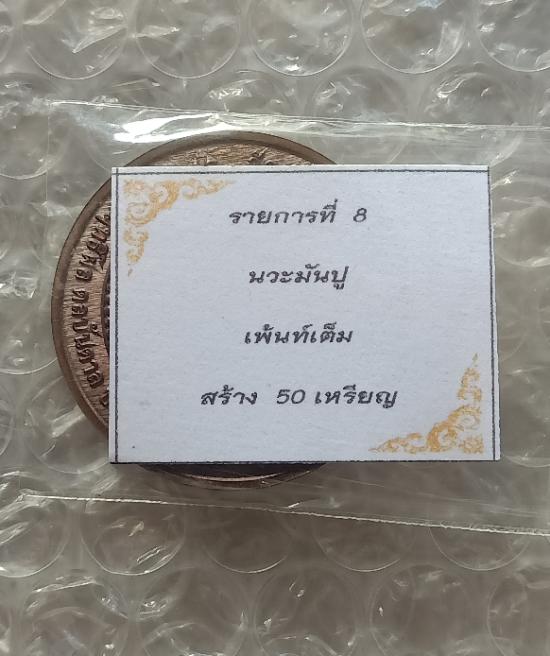 รายการที่ 8
นวะมันปู
เพ้นท์เต็ม
สร้าง 50 เหรียญ